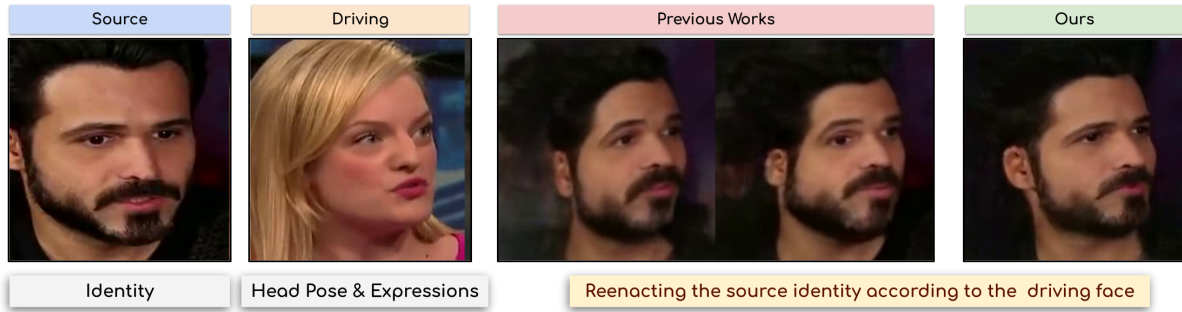 Source
Driving
Previous Works
Ours
Identity
Head Pose & Expressions
Reenacting the source identity according to the driving face